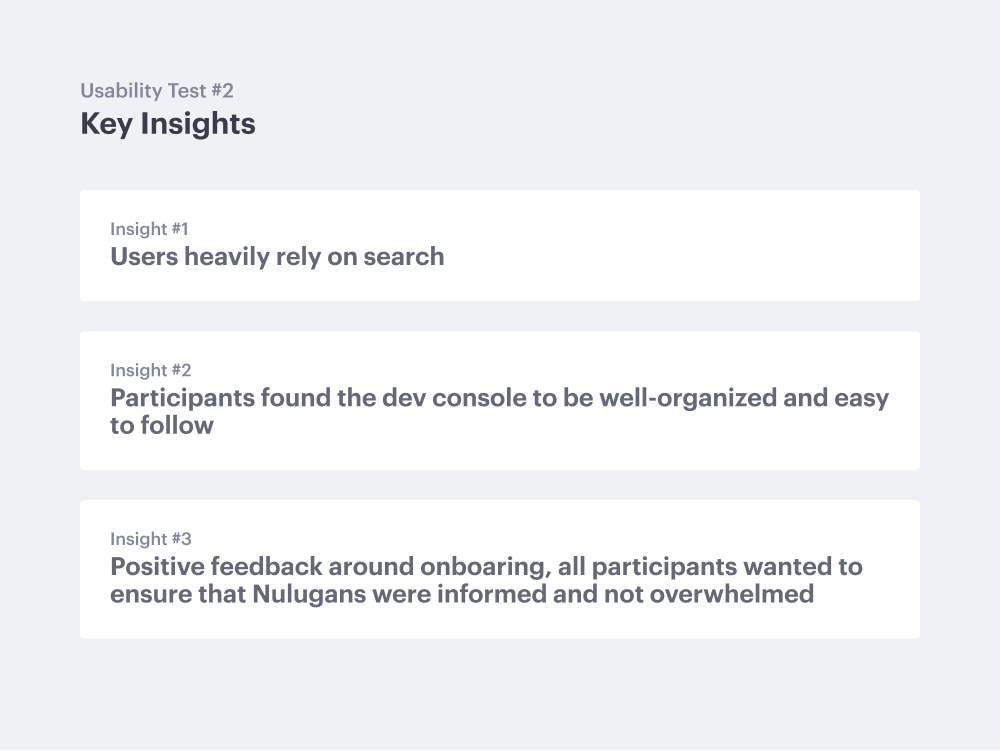 Usability Test #2
Key Insights
Insight #1
Users heavily rely on search
Insight #2
Participants found the dev console to be well-organized and easy
to follow
Insight #3
Positive feedback around onboaring, all participants wanted to
ensure that Nulugans were informed and not overwhelmed